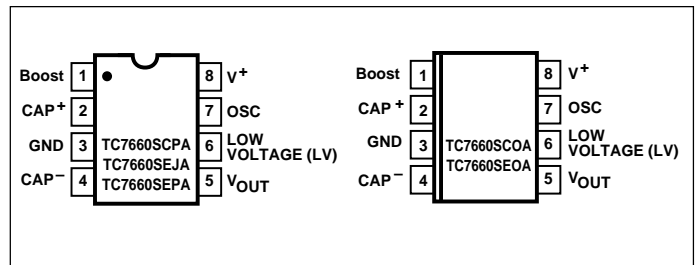 Boost 1 8 V+
CAP+ 2 7 OSC
GND 3 TC7660SCPA 6 LOW VOLTAGE (LV)
TC7660SEJA
CAP− 4 TC7660SEPA 5 VOUT
Boost 1 8 V+
CAP+ 2 7 OSC
GND 3 TC7660SCOA 6 LOW VOLTAGE (LV)
TC7660SEOA
CAP− 4 5 VOUT